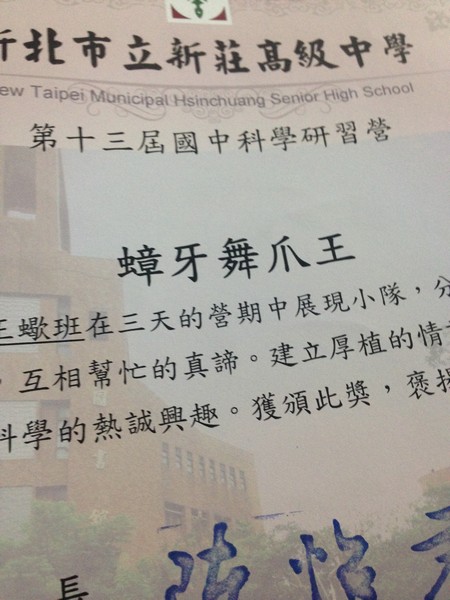 新北市立新莊高級中學
New Taipei Municipal Hsinchuang Senior High School
第十三屆國中科學研習營
蟑牙舞爪王
王蠍班在三天的營期中展現小隊，分
，互相幫忙的真諦。建立厚植的情
科學的熱誠興趣。獲頒此獎，褒揚
長